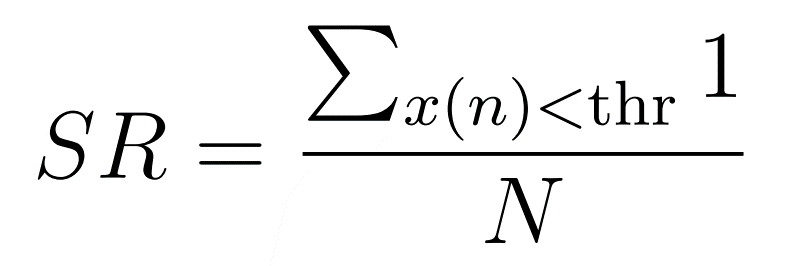 SR = \frac{\sum_{x(n)<\text{thr}} 1}{N}